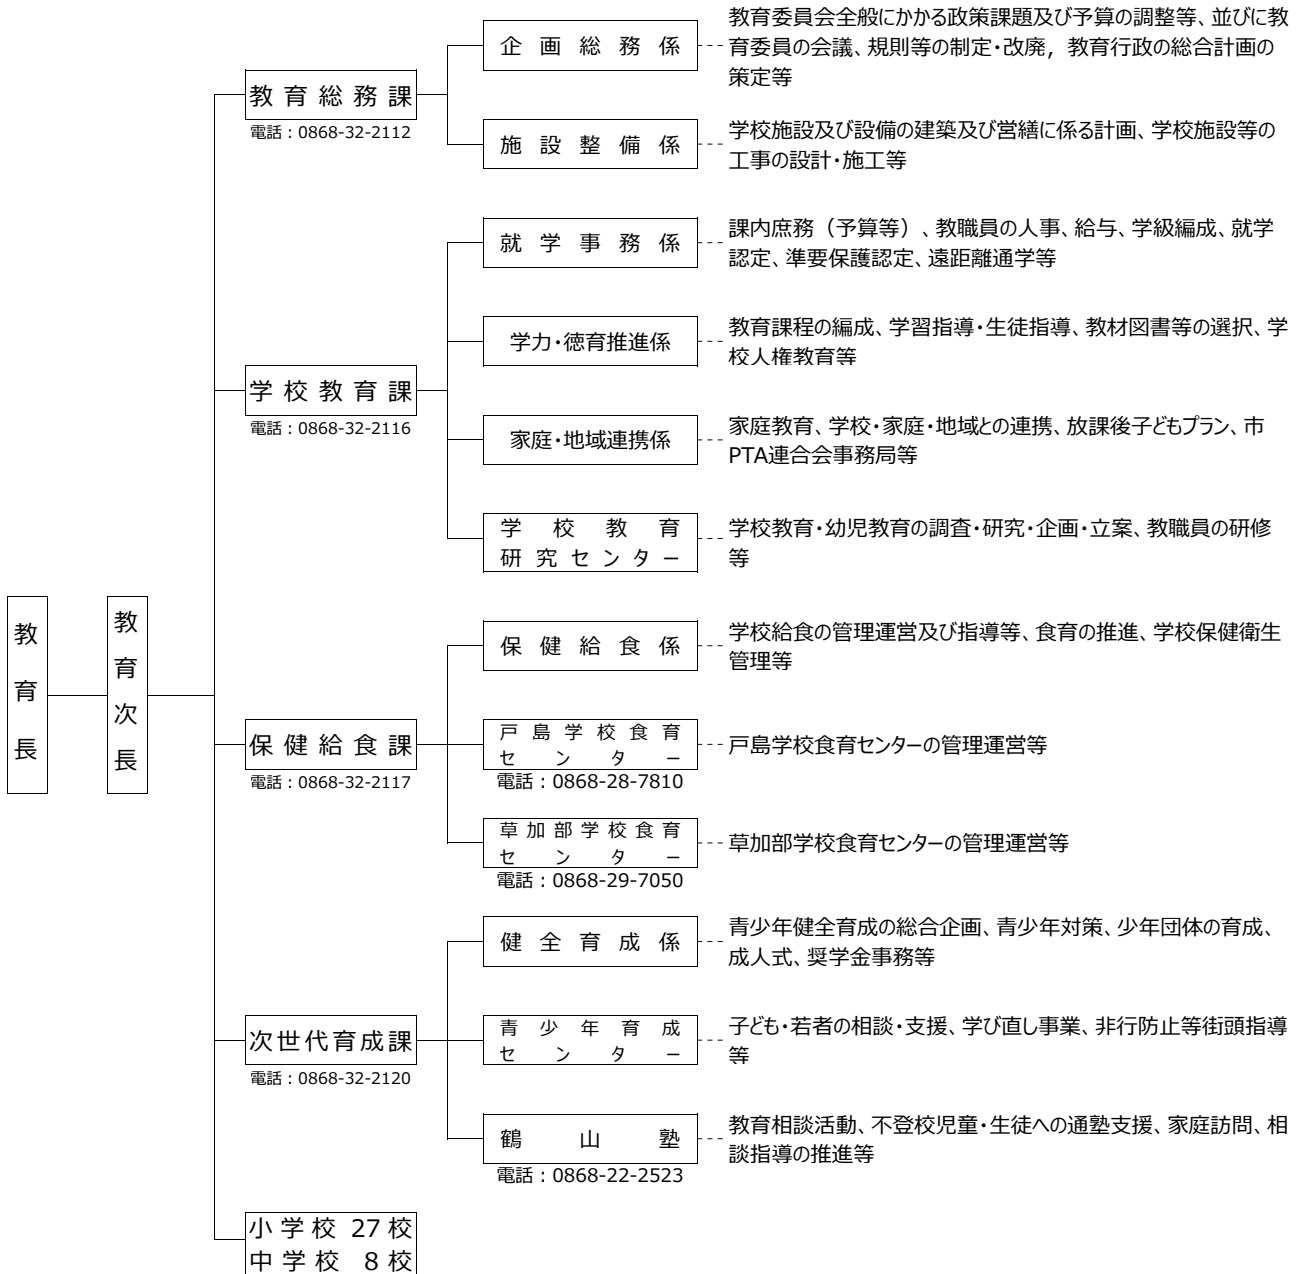 教育長
教育次長
教育総務課
電話：0868-32-2112
企画総務係
教育委員会全般にかかる政策課題及び予算の調整等、並びに教
育委員の会議、規則等の制定・改廃，教育行政の総合計画の
策定等
施設整備係
学校施設及び設備の建築及び営繕に係る計画、学校施設等の
工事の設計・施工等
学校教育課
電話：0868-32-2116
就学事務係
課内庶務（予算等）、教職員の人事、給与、学級編成、就学
認定、準要保護認定、遠距離通学等
学力・徳育推進係
教育課程の編成、学習指導・生徒指導、教材図書等の選択、学
校人権教育等
家庭・地域連携係
家庭教育、学校・家庭・地域との連携、放課後子どもプラン、市
PTA連合会事務局等
学校教育
研究センター
学校教育・幼児教育の調査・研究・企画・立案、教職員の研修
等
保健給食課
電話：0868-32-2117
保健給食係
学校給食の管理運営及び指導等、食育の推進、学校保健衛生
管理等
戸島学校食育
センター
電話：0868-28-7810
戸島学校食育センターの管理運営等
草加部学校食育
センター
電話：0868-29-7050
草加部学校食育センターの管理運営等
次世代育成課
電話：0868-32-2120
健全育成係
青少年健全育成の総合企画、青少年対策、少年団体の育成、
成人式、奨学金事務等
青少年育成
センター
子ども・若者の相談・支援、学び直し事業、非行防止等街頭指導
等
鶴山塾
電話：0868-22-2523
教育相談活動、不登校児童・生徒への通塾支援、家庭訪問、相
談指導の推進等
小学校 27校
中学校 8校